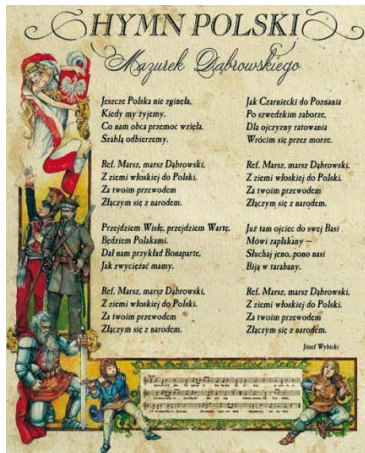 HYMN POLSKI
Mazurek Dąbrowskiego
Jeszcze Polska nie zginęła,
Kiedy my żyjemy.
Co nam obca przemoc wzięła,
Szablą odbierzemy.
Ref. Marsz, marsz Dąbrowski,
Z ziemi włoskiej do Polski.
Za twoim przewodem
Złączym się z narodem.
Przejdziem Wisłę, przejdziem Wartę,
Będziem Polakami.
Dał nam przykład Bonaparte,
Jak zwyciężać mamy.
Ref. Marsz, marsz Dąbrowski,
Z ziemi włoskiej do Polski.
Za twoim przewodem
Złączym się z narodem.
Jak Czarniecki do Poznania
Po szwedzkim zaborze,
Dla ojczyzny ratowania
Wrócim się przez morze.
Ref. Marsz, marsz Dąbrowski,
Z ziemi włoskiej do Polski.
Za twoim przewodem
Złączym się z narodem.
Już tam ojciec do swej Basi
Mówi zapłakany –
Słuchaj jeno, pono nasi
Biją w tarabany.
Ref. Marsz, marsz Dąbrowski,
Z ziemi włoskiej do Polski.
Za twoim przewodem
Złączym się z narodem.
Józef Wybicki